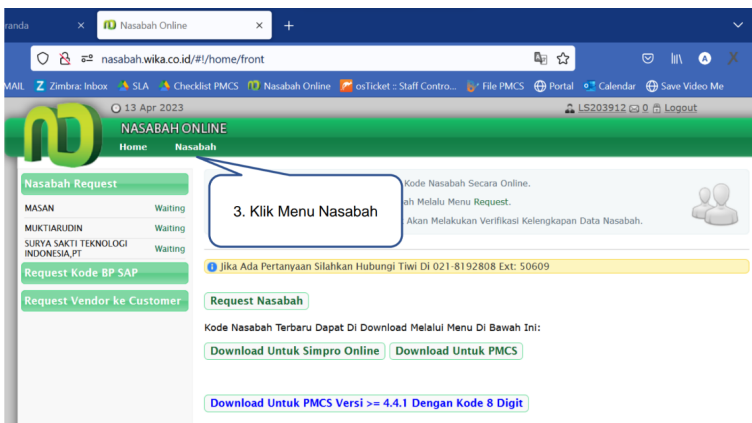 randa × Nasabah Online × +
nasabah.wika.co.id/#!/home/front
MAIL Zimbra: Inbox SLA Checklist PMCS Nasabah Online osTicket :: Staff Contro... File PMCS Portal Calendar Save Video Me
13 Apr 2023 LS203912 0 Logout
NASABAH ONLINE
Home Nasabah
Nasabah Request
MASAN Waiting
MUKTIARUDIN Waiting
SURYA SAKTI TEKNOLOGI
INDONESIA,PT Waiting
Request Kode BP SAP
Request Vendor ke Customer
3. Klik Menu Nasabah
Kode Nasabah Secara Online.
ah Melalu Menu Request.
Akan Melakukan Verifikasi Kelengkapan Data Nasabah.
Jika Ada Pertanyaan Silahkan Hubungi Tiwi Di 021-8192808 Ext: 50609
Request Nasabah
Kode Nasabah Terbaru Dapat Di Download Melalui Menu Di Bawah Ini:
Download Untuk Simpro Online Download Untuk PMCS
Download Untuk PMCS Versi >= 4.4.1 Dengan Kode 8 Digit